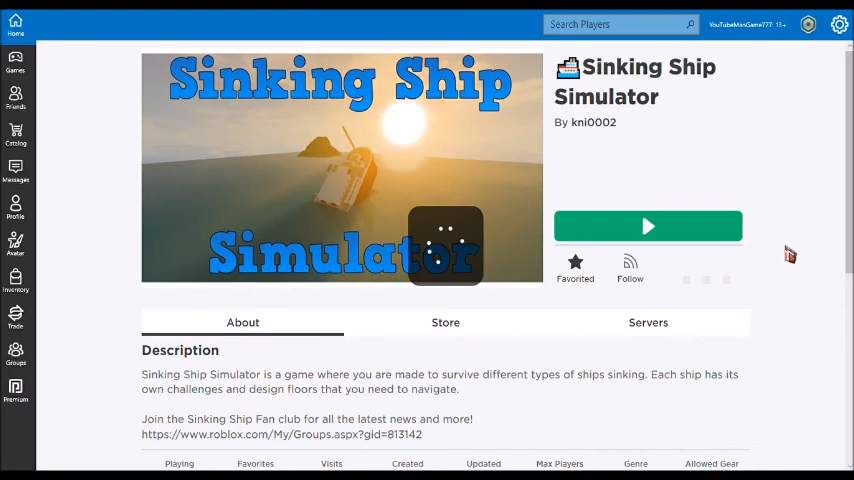 Home
Search Players
YouTubeManGame777: 13+
Games
Friends
Catalog
Messages
Profile
Avatar
Inventory
Trade
Groups
Premium
Sinking Ship
Simulator
🚢Sinking Ship
Simulator
By kni0002
Favorited
Follow
About
Store
Servers
Description
Sinking Ship Simulator is a game where you are made to survive different types of ships sinking. Each ship has its
own challenges and design floors that you need to navigate.
Join the Sinking Ship Fan club for all the latest news and more!
https://www.roblox.com/My/Groups.aspx?gid=813142
Playing
Favorites
Visits
Created
Updated
Max Players
Genre
Allowed Gear